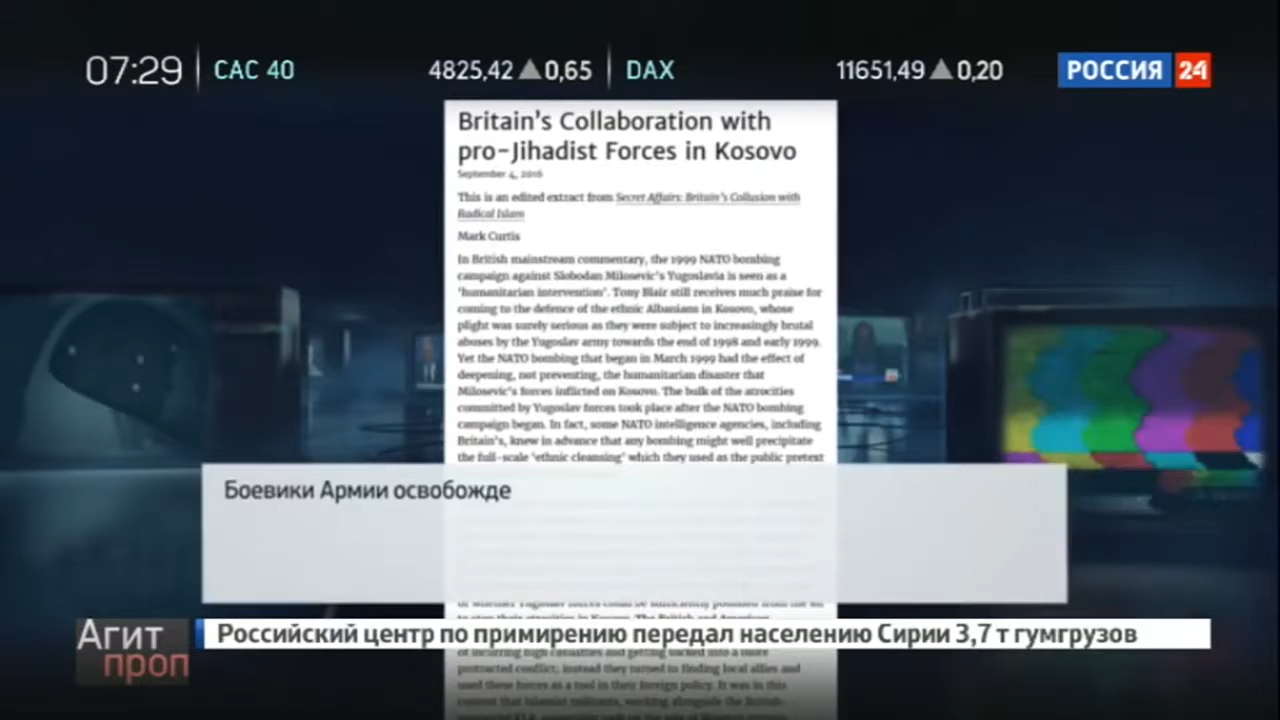 07:29 CAC 40 4825,42 ▲ 0,65 DAX 11651,49 ▲ 0,20 РОССИЯ 24
Britain's Collaboration with
pro-Jihadist Forces in Kosovo
September 4, 2016
This is an edited extract from Secret Affairs: Britain's Collusion with
Radical Islam
Mark Curtis
In British mainstream commentary, the 1999 NATO bombing
campaign against Slobodan Milosevic's Yugoslavia is seen as a
'humanitarian intervention'. Tony Blair still receives much praise for
coming to the defence of the ethnic Albanians in Kosovo, whose
plight was surely serious as they were subject to increasingly brutal
abuses by the Yugoslav army towards the end of 1998 and early 1999.
Yet the NATO bombing that began in March 1999 had the effect of
deepening, not preventing, the humanitarian disaster that
Milosevic's forces inflicted on Kosovo. The bulk of the atrocities
committed by Yugoslav forces took place after the NATO bombing
campaign began. In fact, some NATO intelligence agencies, including
Britain's, knew in advance that any bombing might well precipitate
the full-scale 'ethnic cleansing' which they used as the public pretext
Боевики Армии освобожде
Агит
проп
Российский центр по примирению передал населению Сирии 3,7 т гумгрузов
of incurring high casualties and getting sucked into a more
protracted conflict; instead they turned to finding local allies and
used these forces as a tool in their foreign policy. It was in this
context that Islamist militants, working alongside the British-